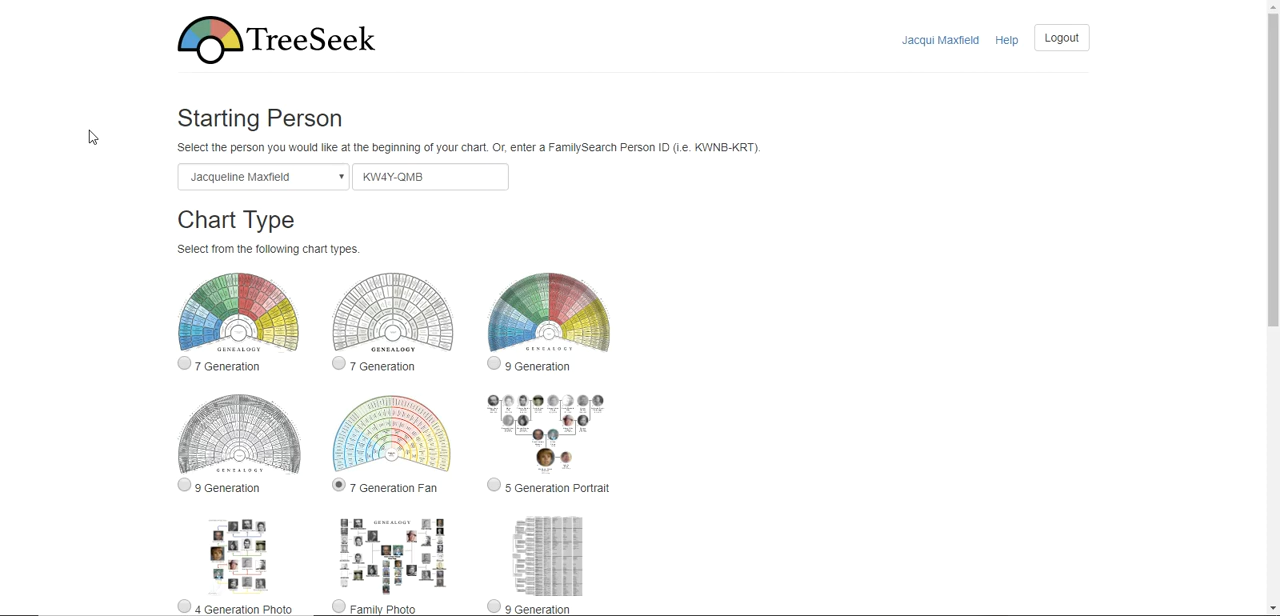 TreeSeek
Jacqui Maxfield Help Logout
Starting Person
Select the person you would like at the beginning of your chart. Or, enter a FamilySearch Person ID (i.e. KWNB-KRT).
Jacqueline Maxfield KW4Y-QMB
Chart Type
Select from the following chart types.
GENEALOGY GENEALOGY GENEALOGY
7 Generation 7 Generation 9 Generation
GENEALOGY
9 Generation 7 Generation Fan 5 Generation Portrait
GENEALOGY
4 Generation Photo Family Photo 9 Generation